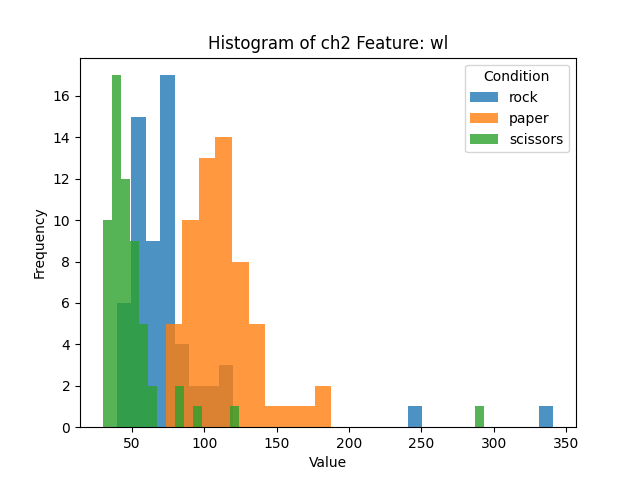 Histogram of ch2 Feature: wl
Condition
rock
paper
scissors
Frequency
16
14
12
10
8
6
4
2
0
50 100 150 200 250 300 350
Value